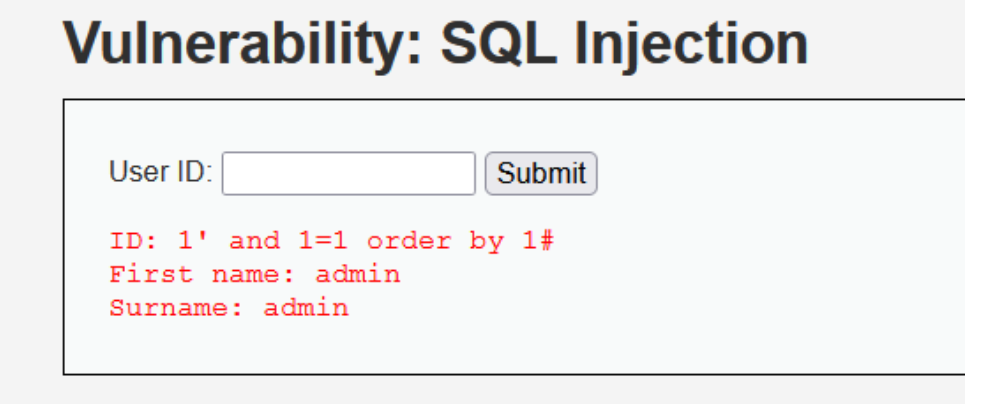 Vulnerability: SQL Injection
User ID: Submit
ID: 1' and 1=1 order by 1#
First name: admin
Surname: admin